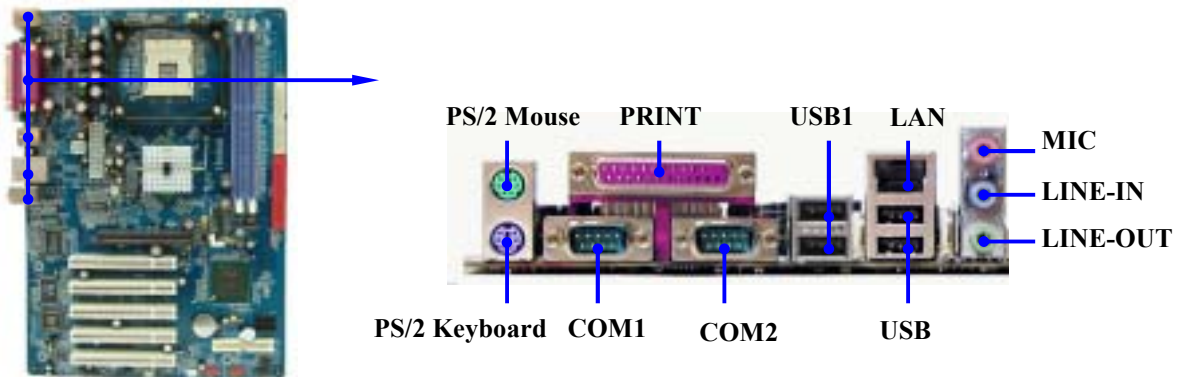 PS/2 Mouse
PRINT
USB1
LAN
MIC
LINE-IN
LINE-OUT
PS/2 Keyboard
COM1
COM2
USB